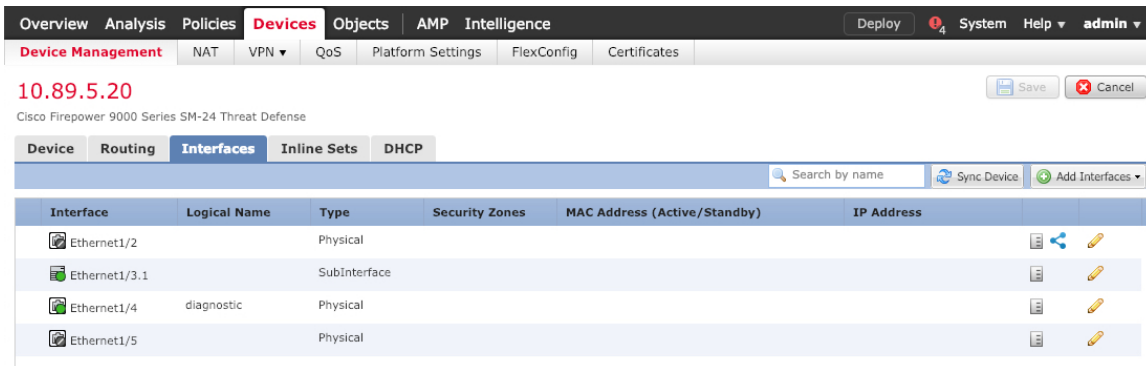 Overview Analysis Policies Devices Objects AMP Intelligence Deploy 4 System Help admin
Device Management NAT VPN QoS Platform Settings FlexConfig Certificates
10.89.5.20
Save Cancel
Cisco Firepower 9000 Series SM-24 Threat Defense
Device Routing Interfaces Inline Sets DHCP
Search by name Sync Device Add Interfaces
Interface Logical Name Type Security Zones MAC Address (Active/Standby) IP Address
Ethernet1/2 Physical
Ethernet1/3.1 SubInterface
Ethernet1/4 diagnostic Physical
Ethernet1/5 Physical